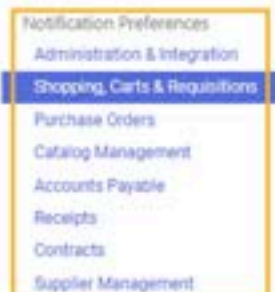 Notification Preferences
Administration & Integration
Shopping, Carts & Requisitions
Purchase Orders
Catalog Management
Accounts Payable
Receipts
Contracts
Supplier Management